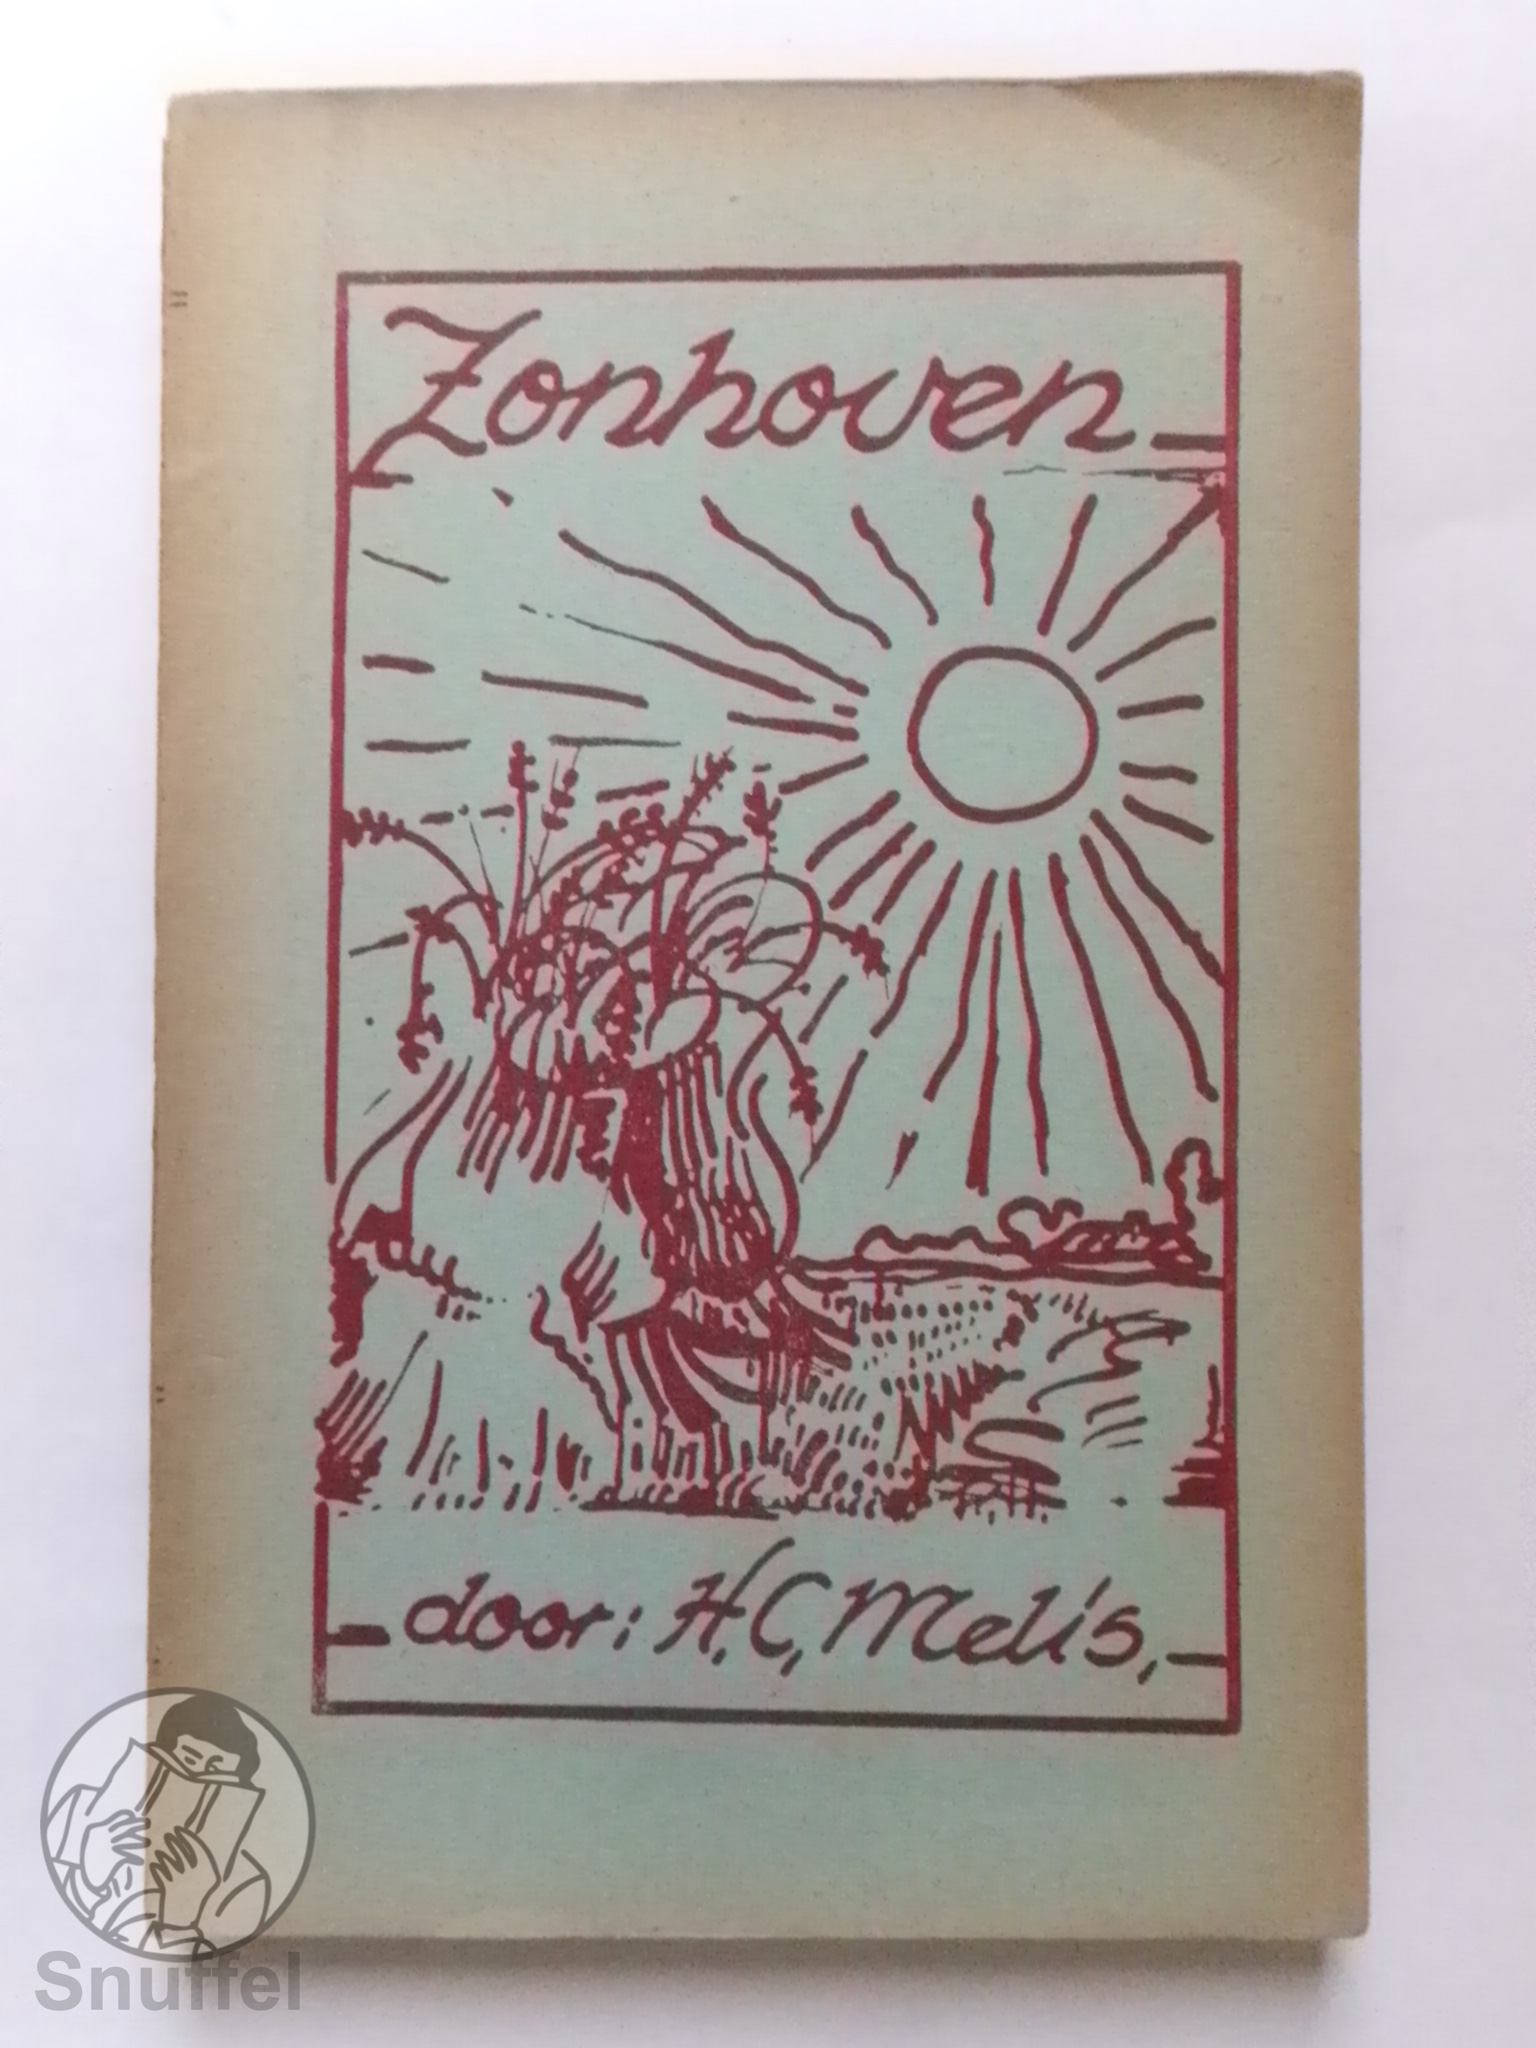 Zonhoven
door: H.C. Melis.
Snuffel